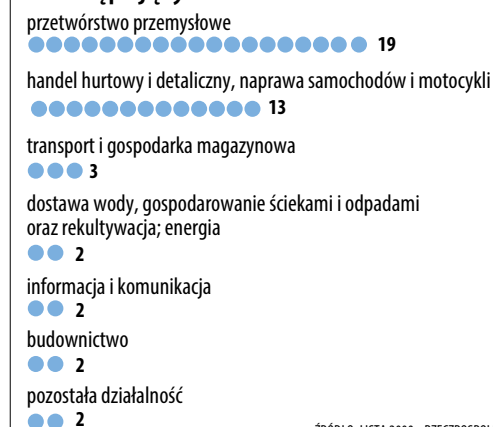 przetwórstwo przemysłowe
19
handel hurtowy i detaliczny, naprawa samochodów i motocykli
13
transport i gospodarka magazynowa
3
dostawa wody, gospodarowanie ściekami i odpadami
oraz rekultywacja; energia
2
informacja i komunikacja
2
budownictwo
2
pozostała działalność
2